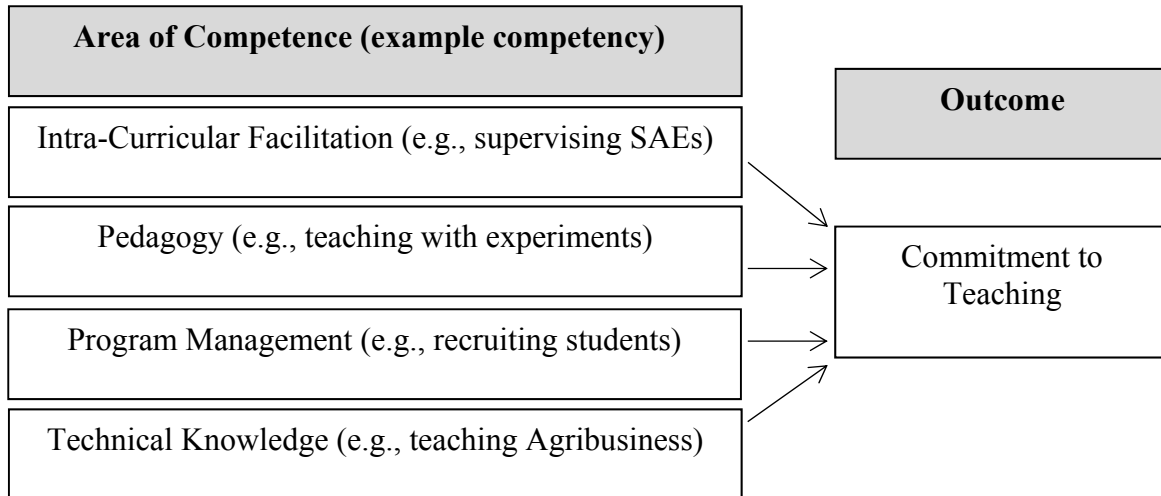 Area of Competence (example competency)
Intra-Curricular Facilitation (e.g., supervising SAEs)
Pedagogy (e.g., teaching with experiments)
Program Management (e.g., recruiting students)
Technical Knowledge (e.g., teaching Agribusiness)
Outcome
Commitment to
Teaching